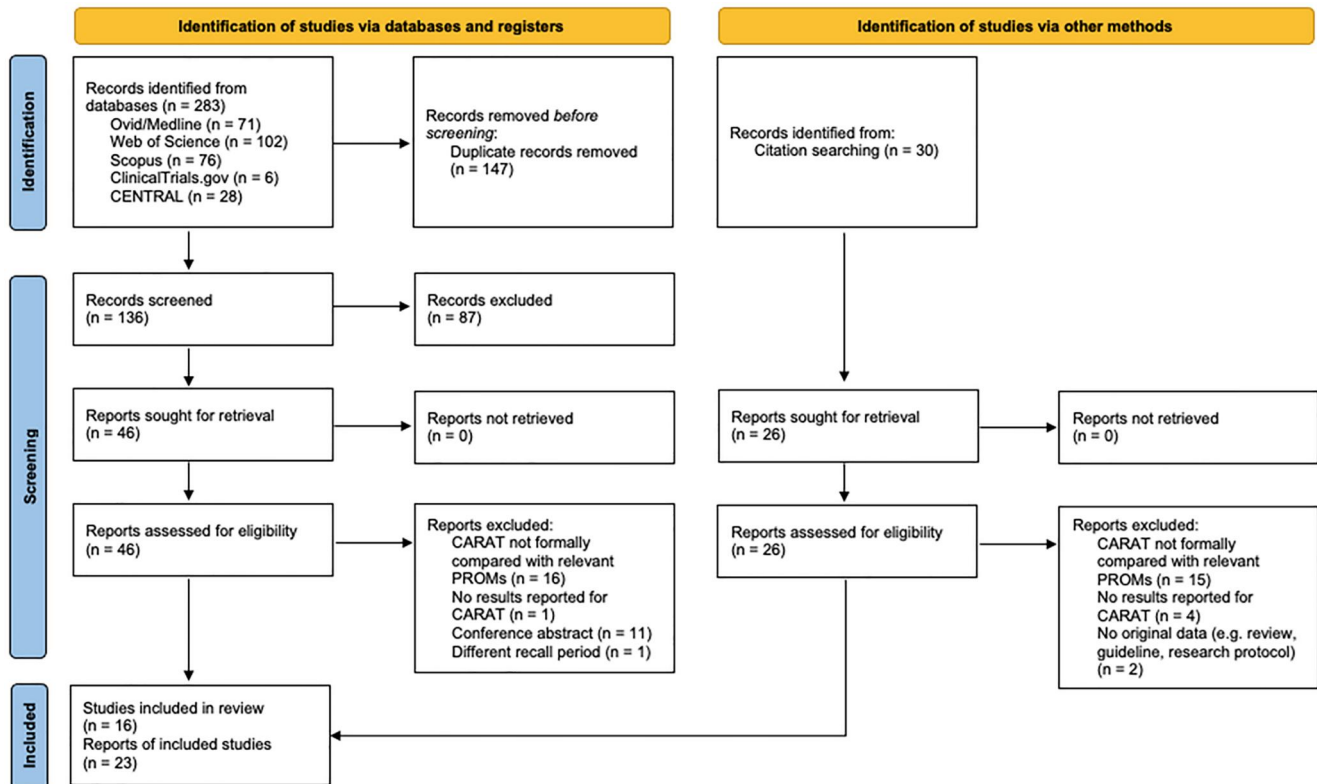 Identification of studies via databases and registers
Identification of studies via other methods
Identification
Records identified from
databases (n = 283)
Ovid/Medline (n = 71)
Web of Science (n = 102)
Scopus (n = 76)
ClinicalTrials.gov (n = 6)
CENTRAL (n = 28)
Records removed before
screening:
Duplicate records removed
(n = 147)
Records identified from:
Citation searching (n = 30)
Screening
Records screened
(n = 136)
Records excluded
(n = 87)
Reports sought for retrieval
(n = 46)
Reports not retrieved
(n = 0)
Reports sought for retrieval
(n = 26)
Reports not retrieved
(n = 0)
Reports assessed for eligibility
(n = 46)
Reports excluded:
CARAT not formally
compared with relevant
PROMs (n = 16)
No results reported for
CARAT (n = 1)
Conference abstract (n = 11)
Different recall period (n = 1)
Reports assessed for eligibility
(n = 26)
Reports excluded:
CARAT not formally
compared with relevant
PROMs (n = 15)
No results reported for
CARAT (n = 4)
No original data (e.g. review,
guideline, research protocol)
(n = 2)
Included
Studies included in review
(n = 16)
Reports of included studies
(n = 23)